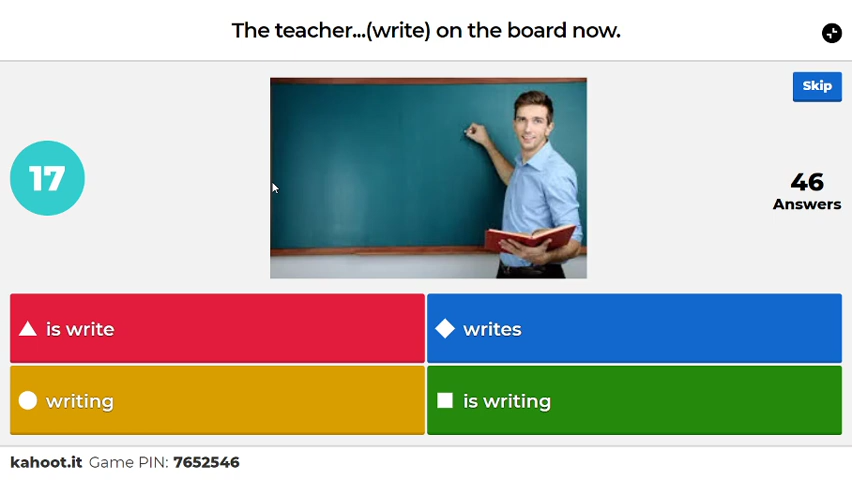 The teacher...(write) on the board now.
Skip
17
46
Answers
is write
writes
writing
is writing
kahoot.it Game PIN: 7652546